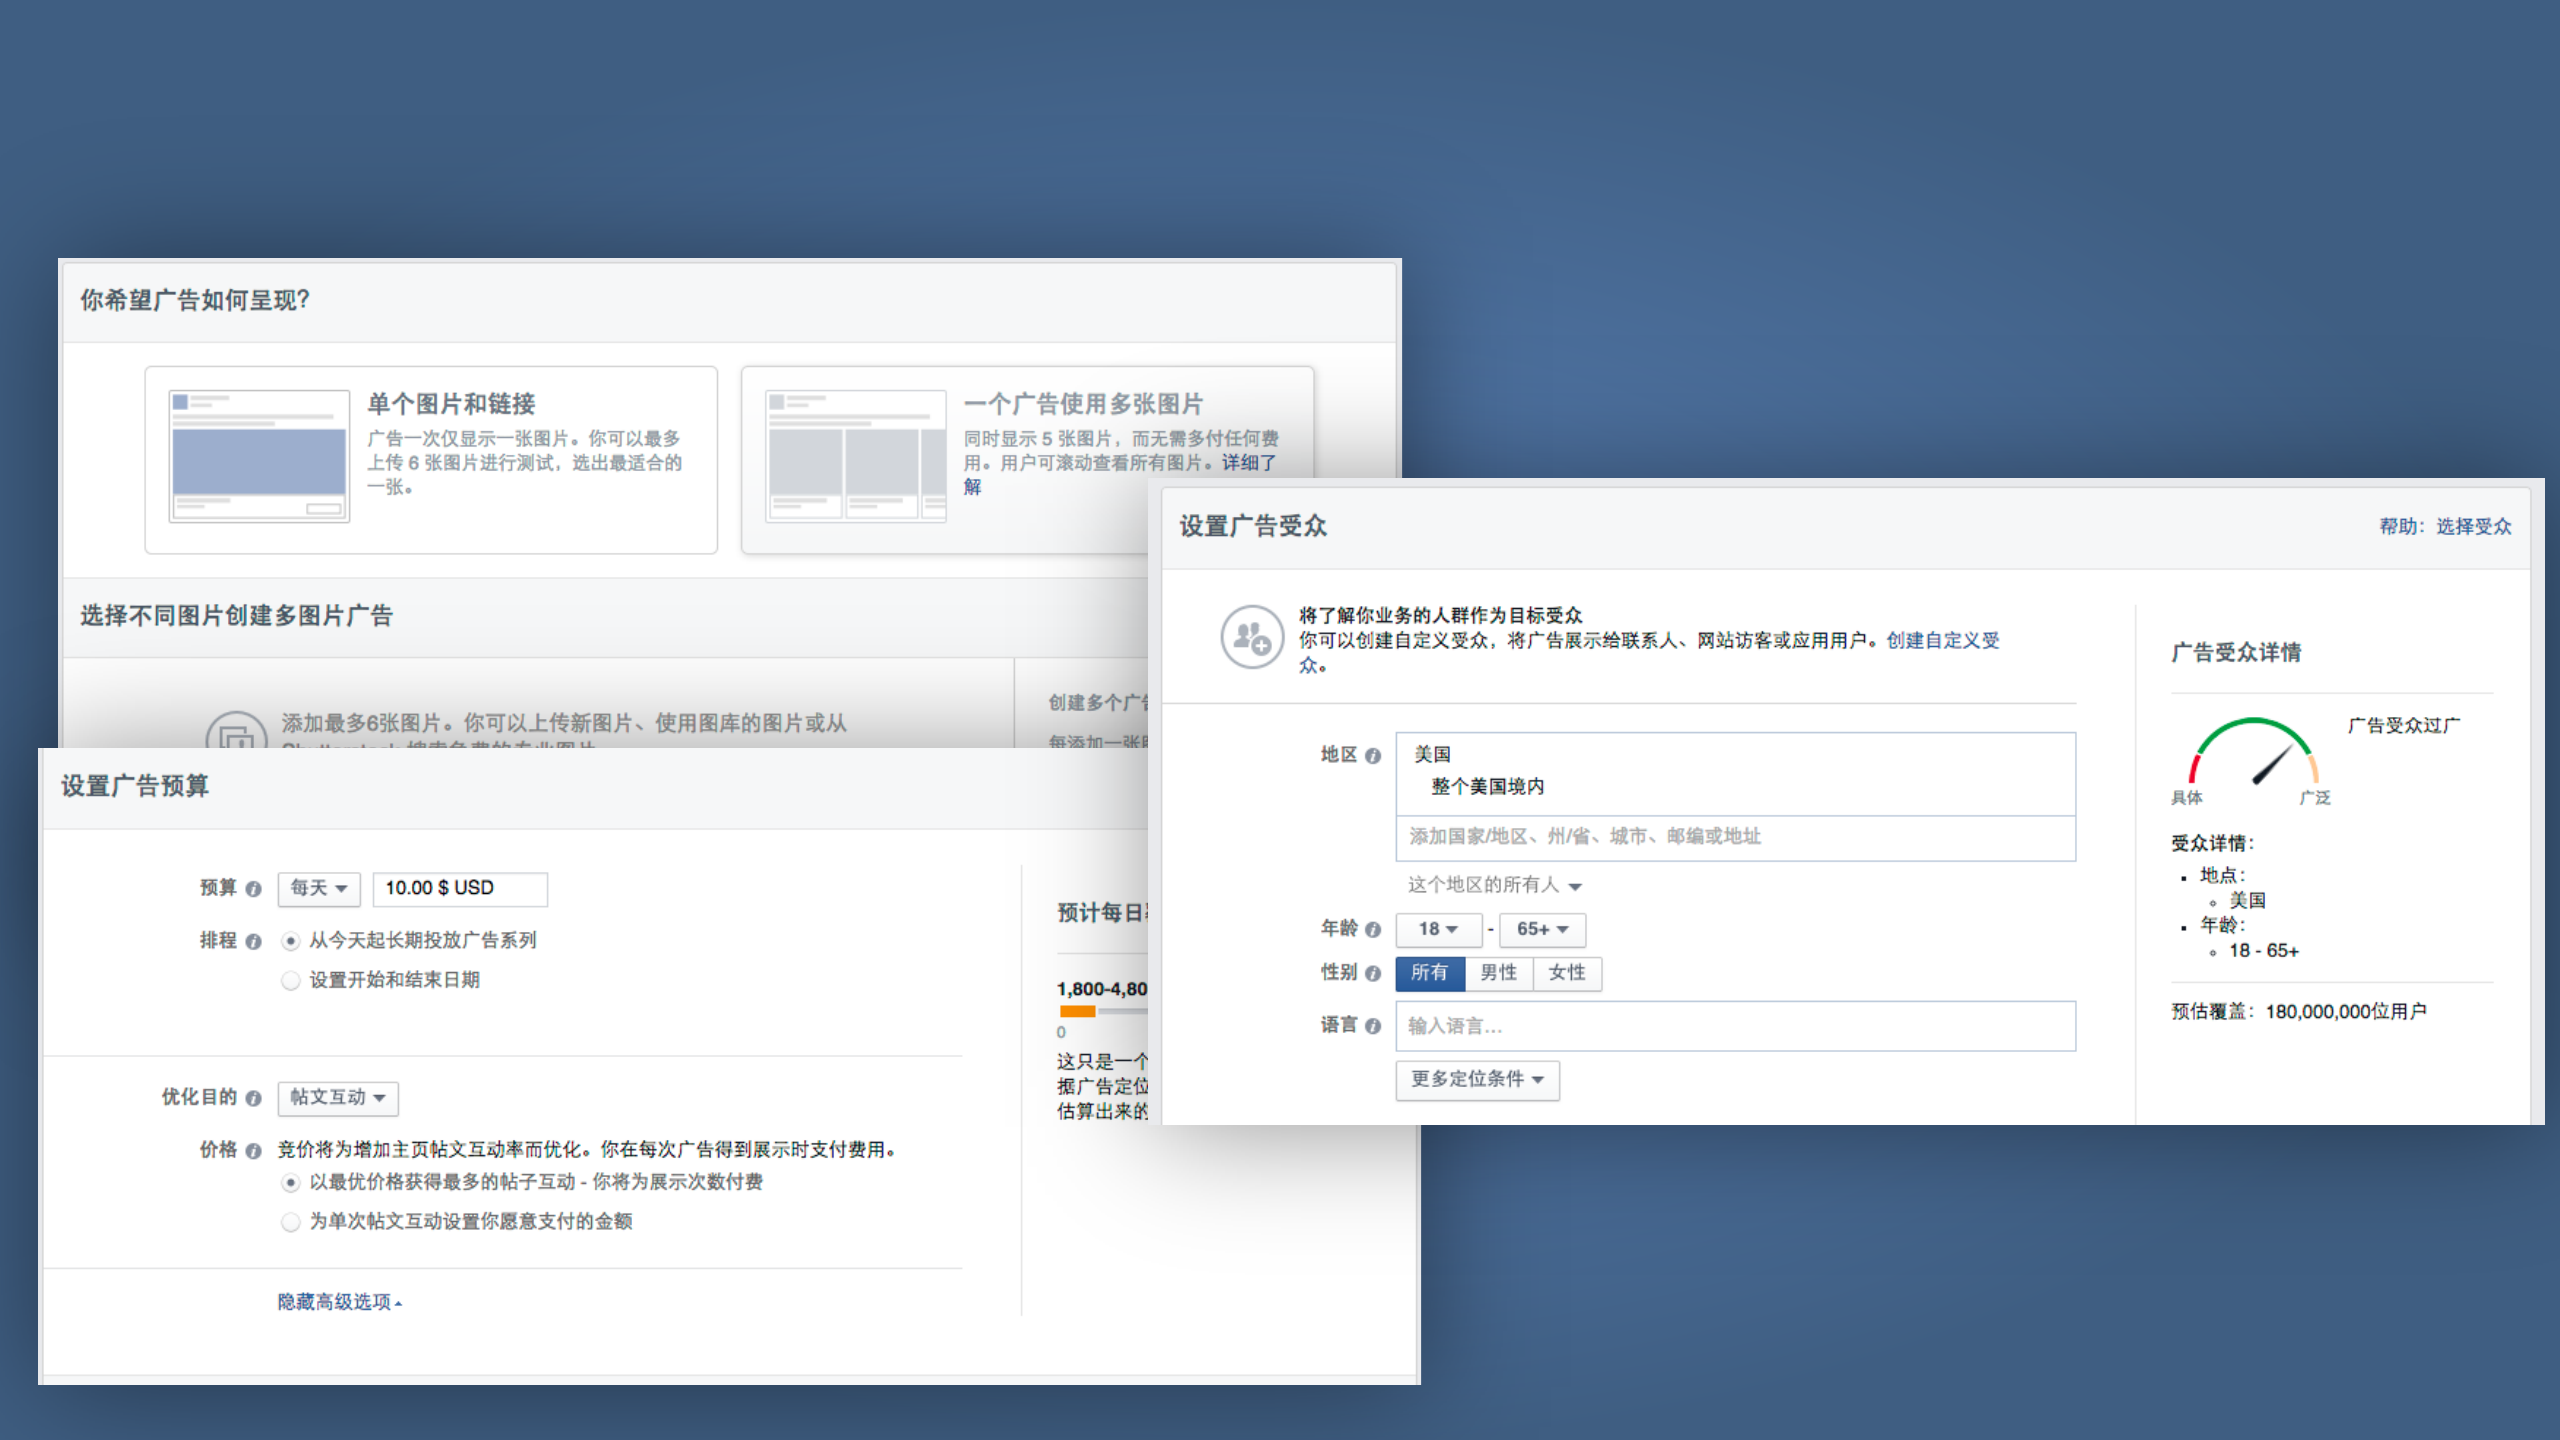 你希望广告如何呈现?
单个图片和链接
广告一次仅显示一张图片。你可以最多
上传 6 张图片进行测试，选出最适合的
一张。
一个广告使用多张图片
同时显示 5 张图片，而无需多付任何费
用。用户可滚动查看所有图片。详细了
解
选择不同图片创建多图片广告
添加最多6张图片。你可以上传新图片、使用图库的图片或从
创建多个广告
每添加一张
设置广告预算
预算
每天
10.00 $ USD
排程
从今天起长期投放广告系列
设置开始和结束日期
优化目的
帖文互动
价格
竞价将为增加主页帖文互动率而优化。你在每次广告得到展示时支付费用。
以最优价格获得最多的帖子互动 - 你将为展示次数付费
为单次帖文互动设置你愿意支付的金额
隐藏高级选项
预计每日
1,800-4,80
0
这只是一个
据广告定位
估算出来的
设置广告受众
帮助：选择受众
将了解你业务的人群作为目标受众
你可以创建自定义受众，将广告展示给联系人、网站访客或应用用户。创建自定义受
众。
地区
美国
整个美国境内
添加国家/地区、州/省、城市、邮编或地址
这个地区的所有人
年龄
18 - 65+
性别
所有 男性 女性
语言
输入语言...
更多定位条件
广告受众详情
广告受众过广
具体 广泛
受众详情：
地点：
美国
年龄：
18 - 65+
预估覆盖：180,000,000位用户